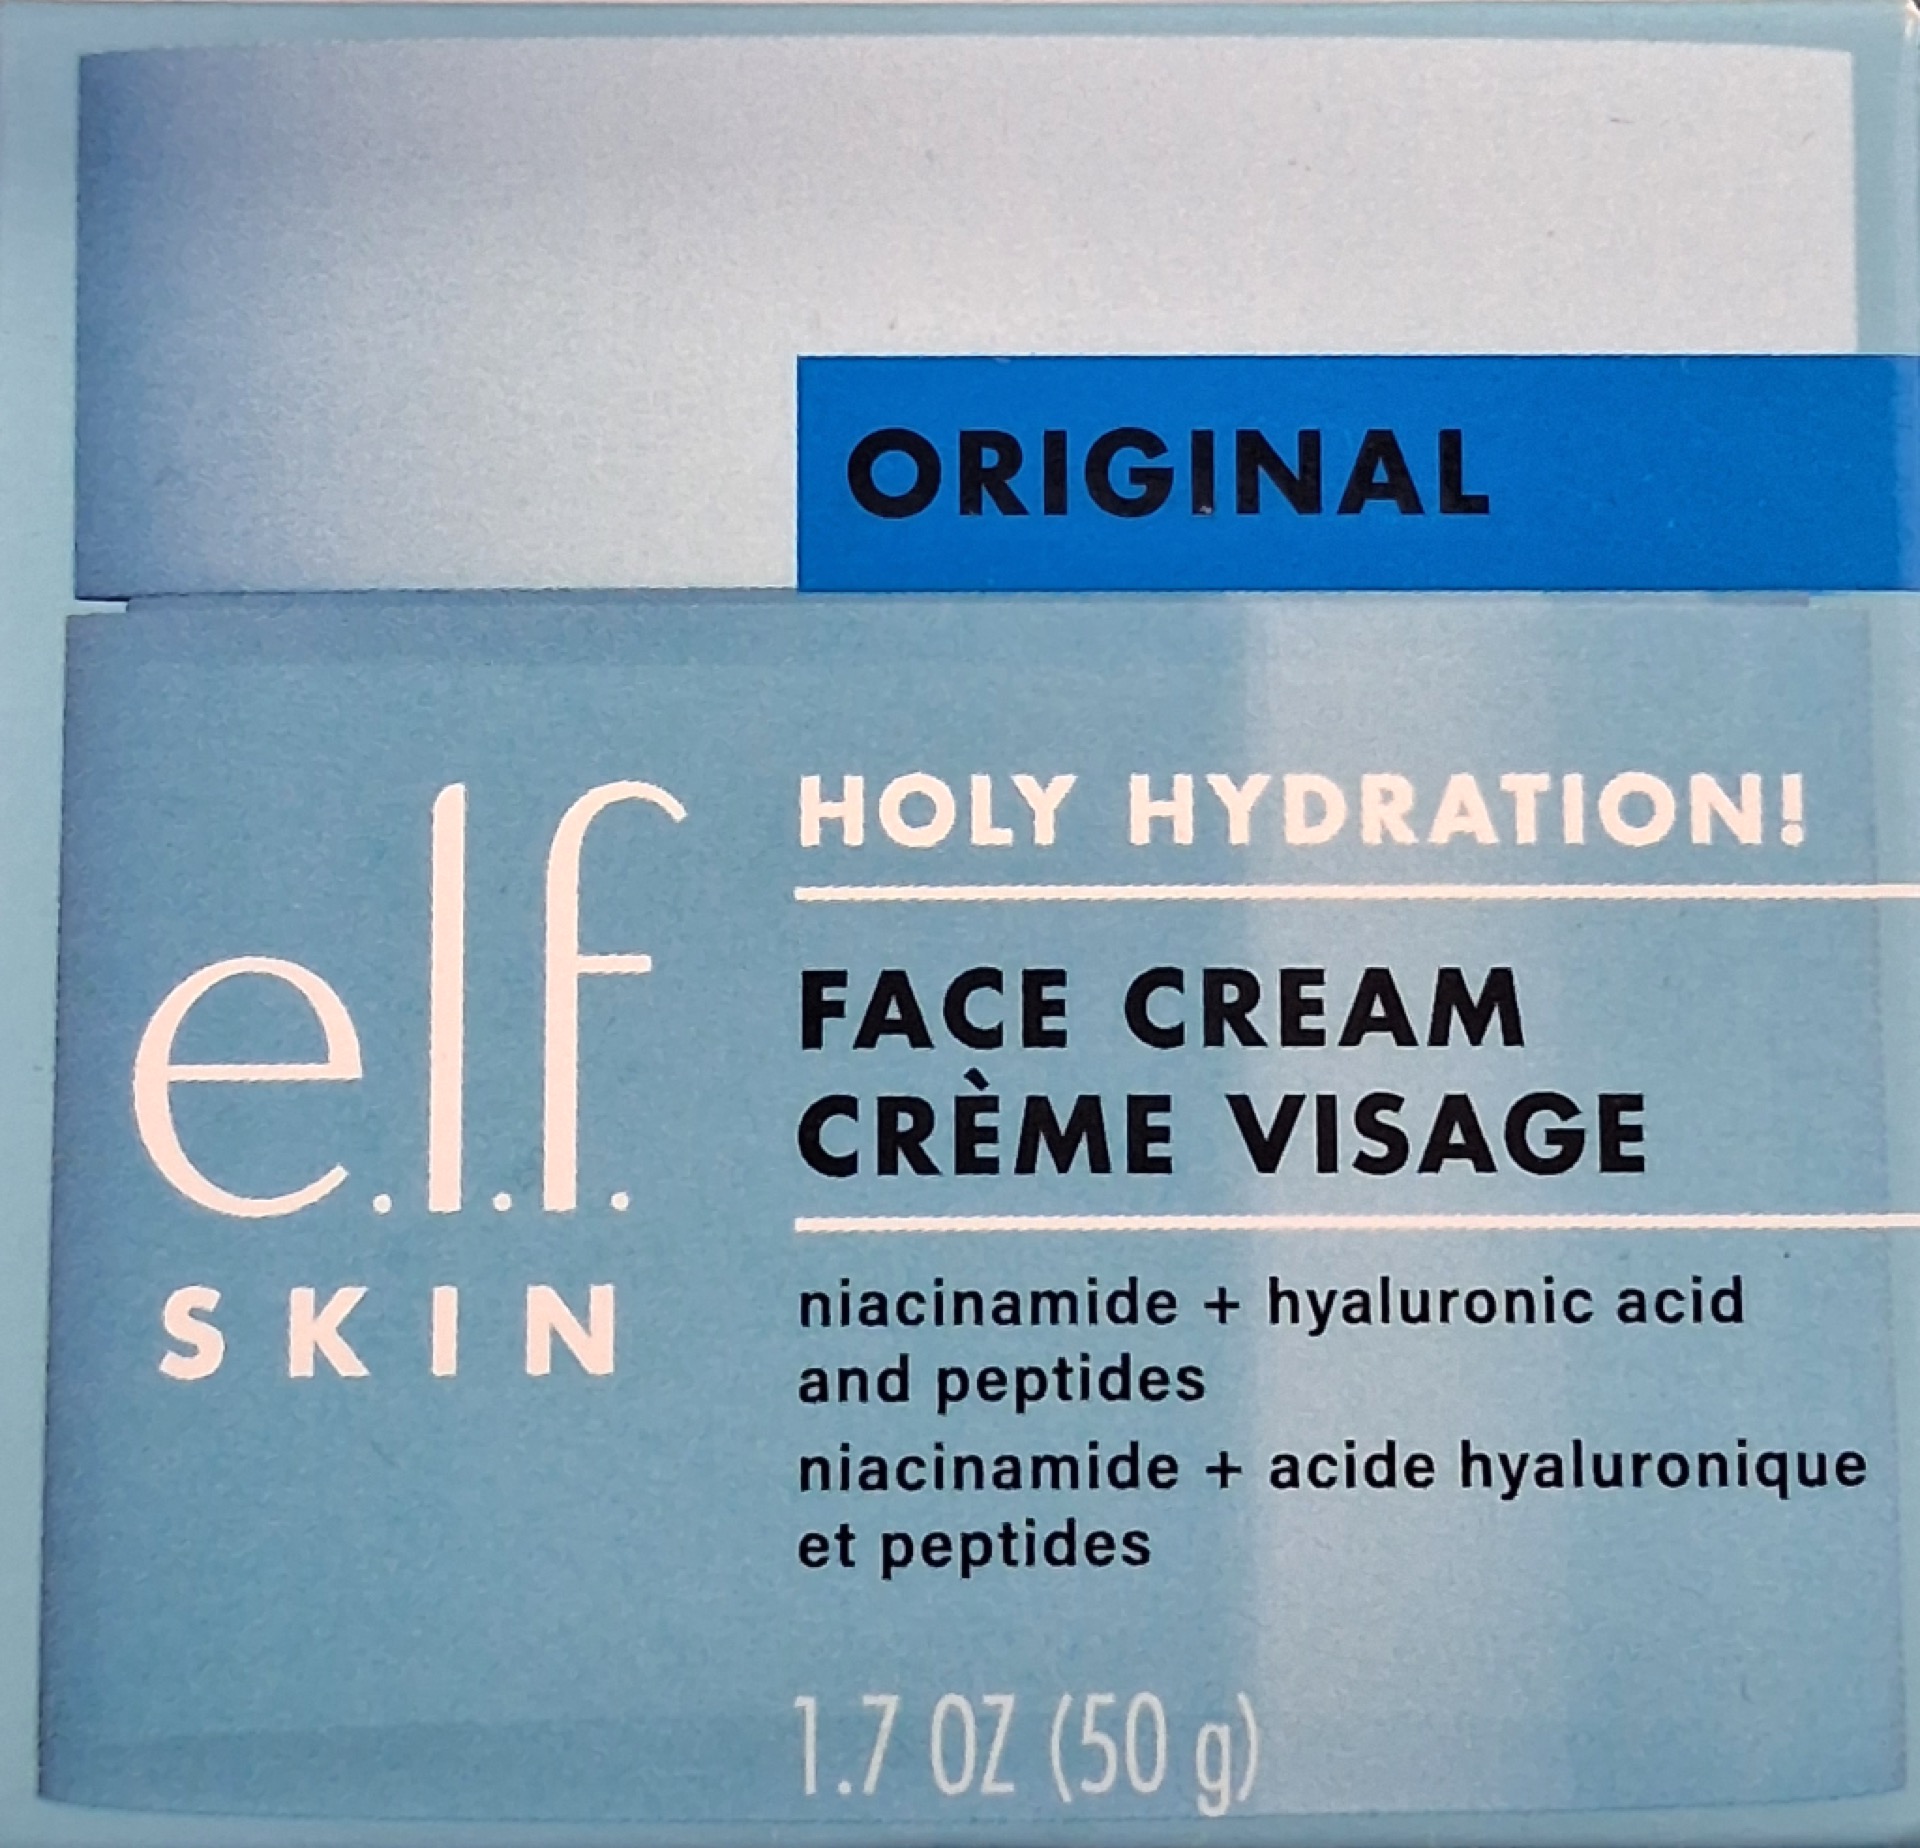 ORIGINAL
e.l.f.
SKIN
HOLY HYDRATION!
FACE CREAM
CRÈME VISAGE
niacinamide + hyaluronic acid
and peptides
niacinamide + acide hyaluronique
et peptides
1.7 OZ (50 g)